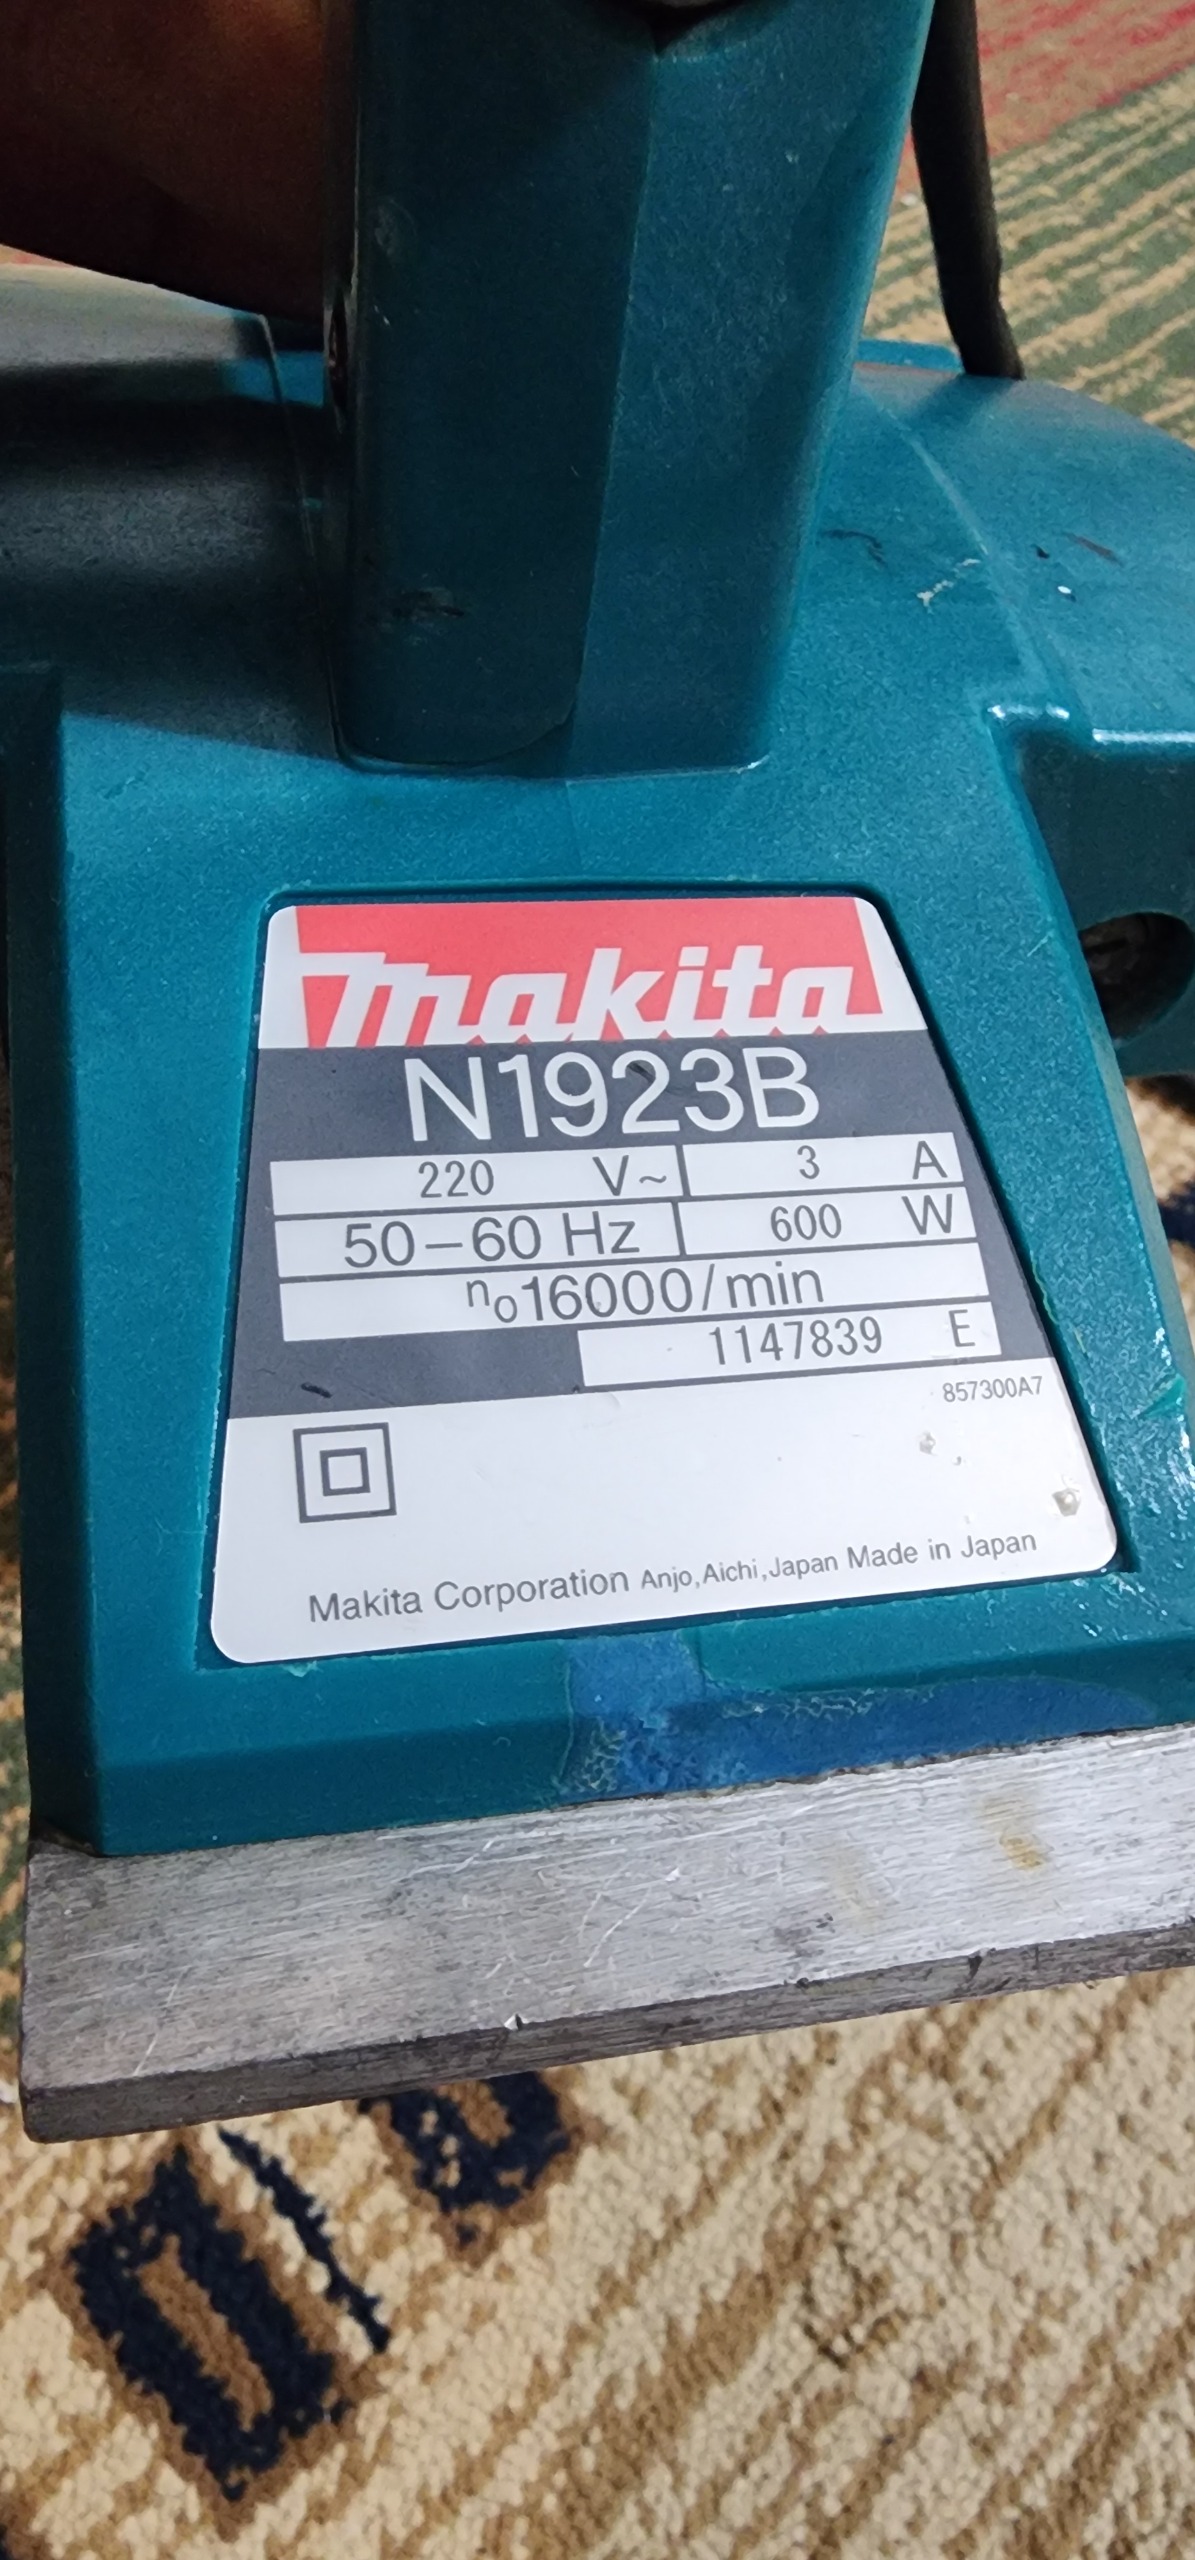 makita
N1923B
220 V~ 3 A
50–60 Hz 600 W
n₀16000/min
1147839 E
857300A7
Makita Corporation Anjo,Aichi,Japan Made in Japan